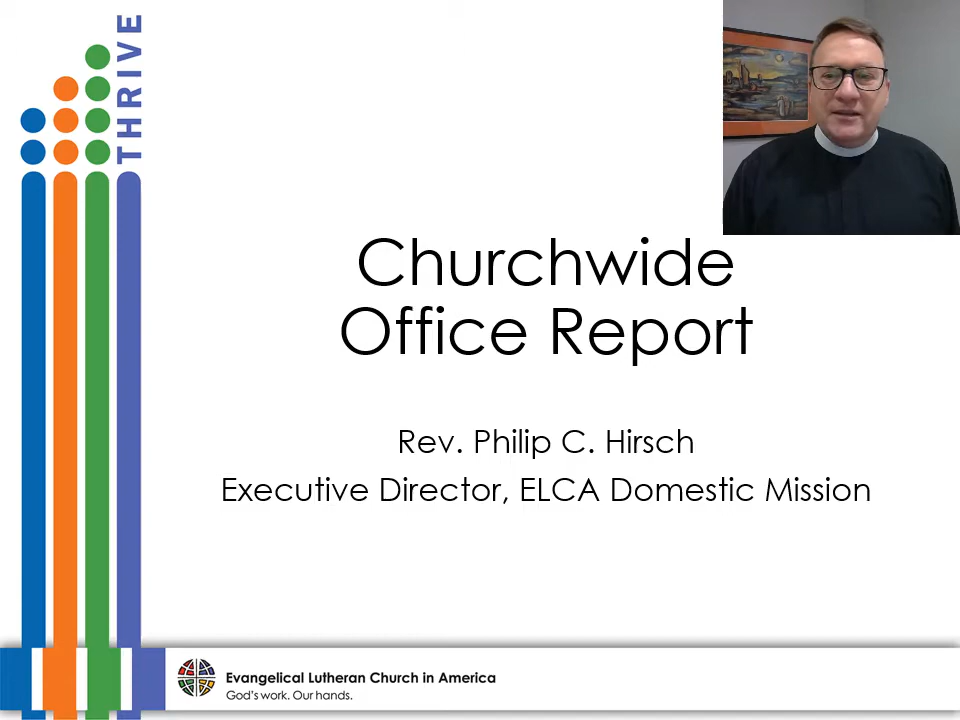 THRIVE
Churchwide
Office Report
Rev. Philip C. Hirsch
Executive Director, ELCA Domestic Mission
Evangelical Lutheran Church in America
God's work. Our hands.